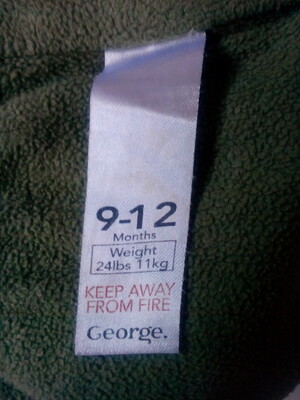 9-12
Months
Weight
24lbs 11kg
KEEP AWAY
FROM FIRE
George.